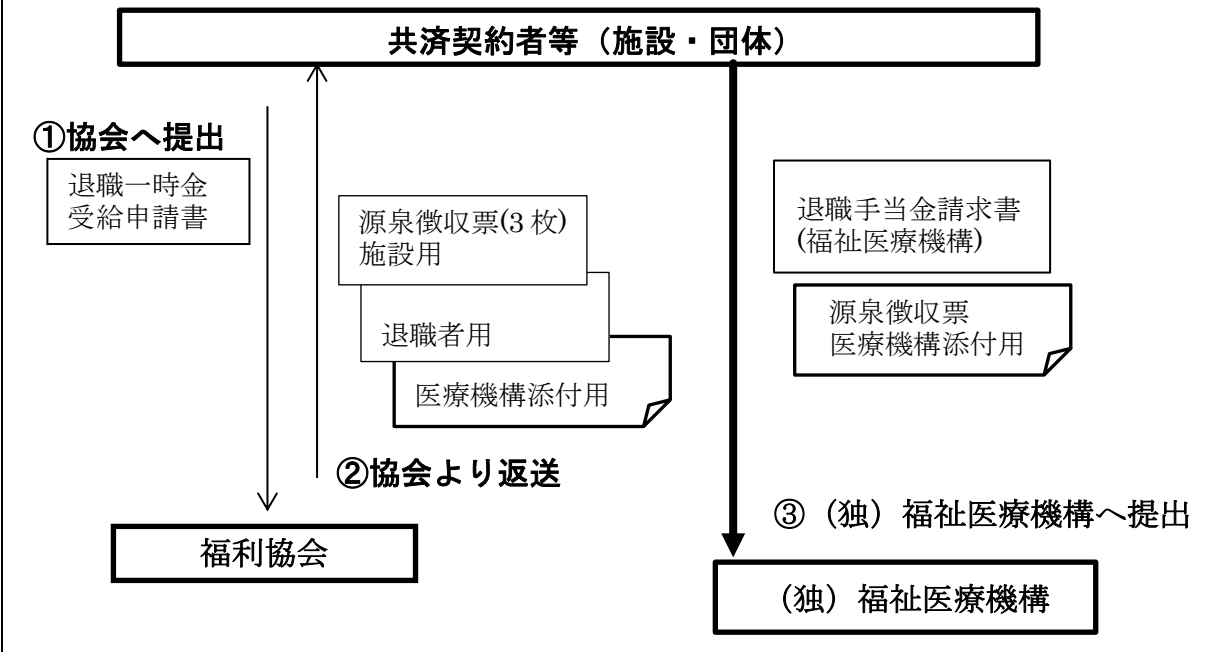 共済契約者等（施設・団体）
①協会へ提出
退職一時金
受給申請書
源泉徴収票(3 枚)
施設用
退職者用
医療機構添付用
②協会より返送
福利協会
退職手当金請求書
(福祉医療機構)
源泉徴収票
医療機構添付用
③（独）福祉医療機構へ提出
（独）福祉医療機構